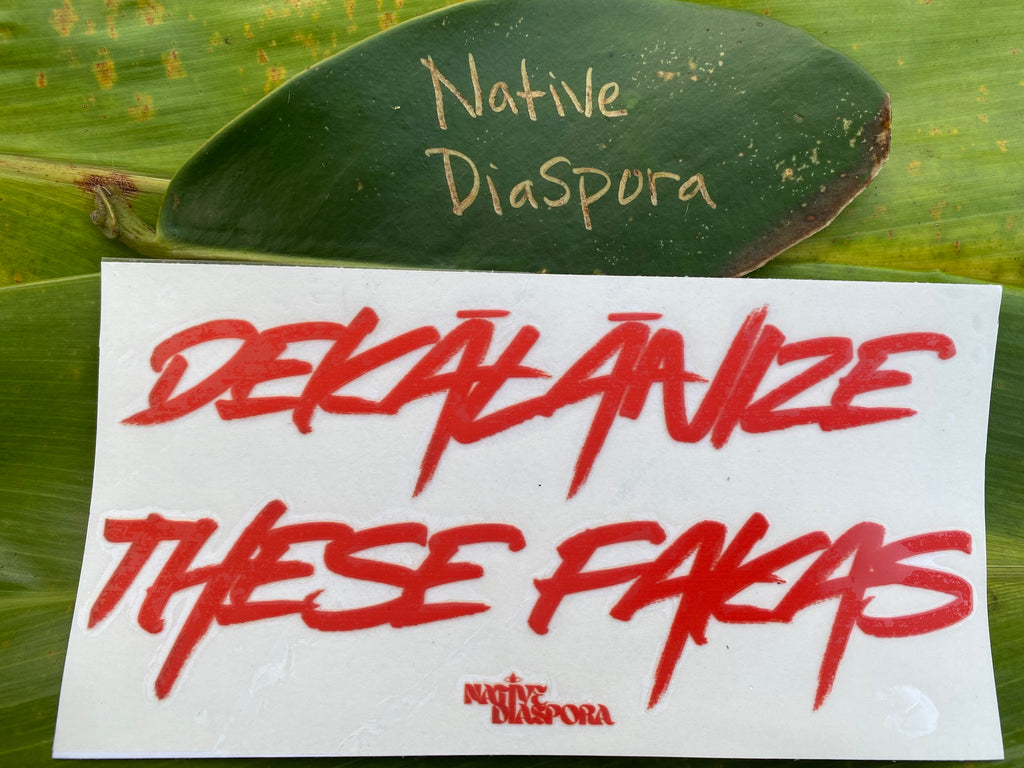 Native
Diaspora
DEKĀLĀNIZE
THESE FAKAS
NATIVE
DIASPORA